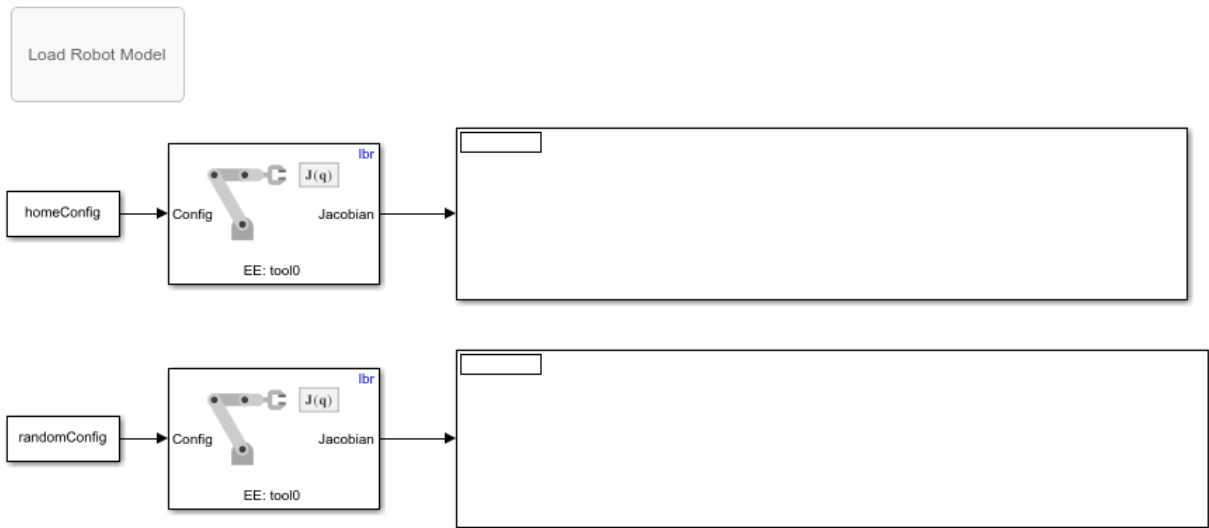 Load Robot Model
lbr
J(q)
homeConfig
Config
Jacobian
EE: tool0
lbr
J(q)
randomConfig
Config
Jacobian
EE: tool0